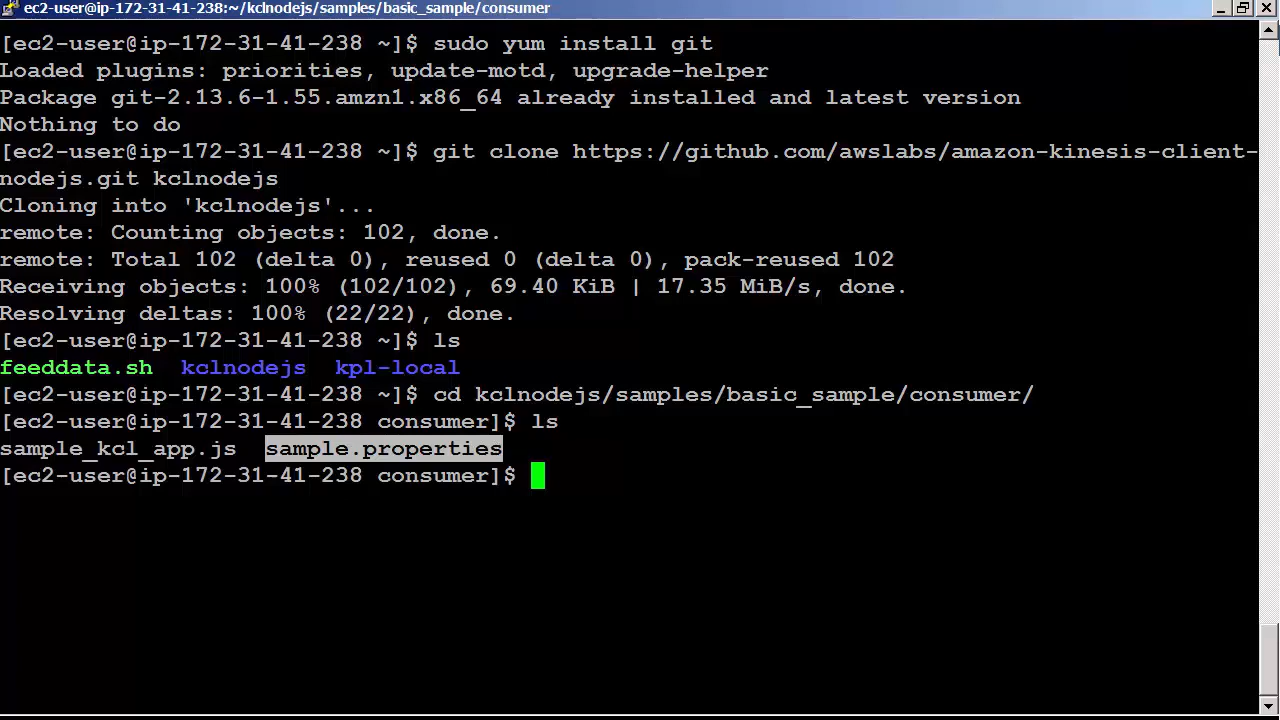 ec2-user@ip-172-31-41-238:~/kclnodejs/samples/basic_sample/consumer
[ec2-user@ip-172-31-41-238 ~]$ sudo yum install git
Loaded plugins: priorities, update-motd, upgrade-helper
Package git-2.13.6-1.55.amzn1.x86_64 already installed and latest version
Nothing to do
[ec2-user@ip-172-31-41-238 ~]$ git clone https://github.com/awslabs/amazon-kinesis-client-
nodejs.git kclnodejs
Cloning into 'kclnodejs'...
remote: Counting objects: 102, done.
remote: Total 102 (delta 0), reused 0 (delta 0), pack-reused 102
Receiving objects: 100% (102/102), 69.40 KiB | 17.35 MiB/s, done.
Resolving deltas: 100% (22/22), done.
[ec2-user@ip-172-31-41-238 ~]$ ls
feeddata.sh  kclnodejs  kpl-local
[ec2-user@ip-172-31-41-238 ~]$ cd kclnodejs/samples/basic_sample/consumer/
[ec2-user@ip-172-31-41-238 consumer]$ ls
sample_kcl_app.js  sample.properties
[ec2-user@ip-172-31-41-238 consumer]$